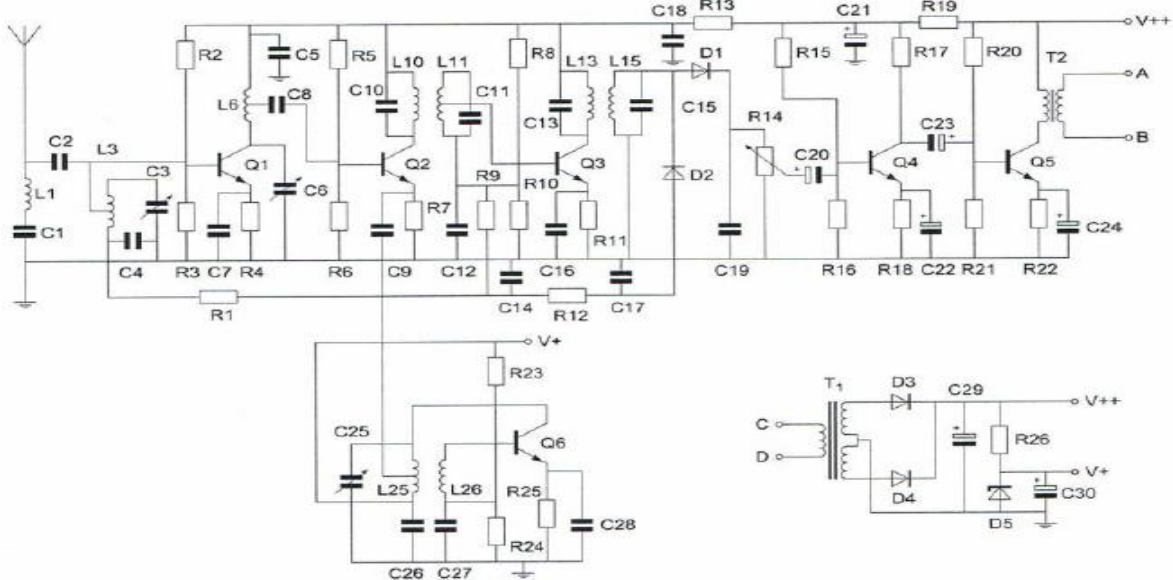 C18 R13 C21 R19 V++
R2 C5 R5 L10 L11 R8 L13 L15 D1 R15 R17 R20 T2
A
L6 C8 C10 C11 C13 C15 R14 C23
B
C2 L3 Q1 Q2 Q3 C20 Q4 Q5
L1 C3 C6 R7 R9 R10 D2
C1 R11 C24
C4 R3 C7 R4 R6 C9 C12 C16 C19 R16 R18 C22 R21 R22
R1 C14 R12 C17
V+
R23
T1 D3 C29 V++
C25 Q6 C R26
D V+
L25 L26 R25 D4 C30
C28 D5
R24
C26 C27